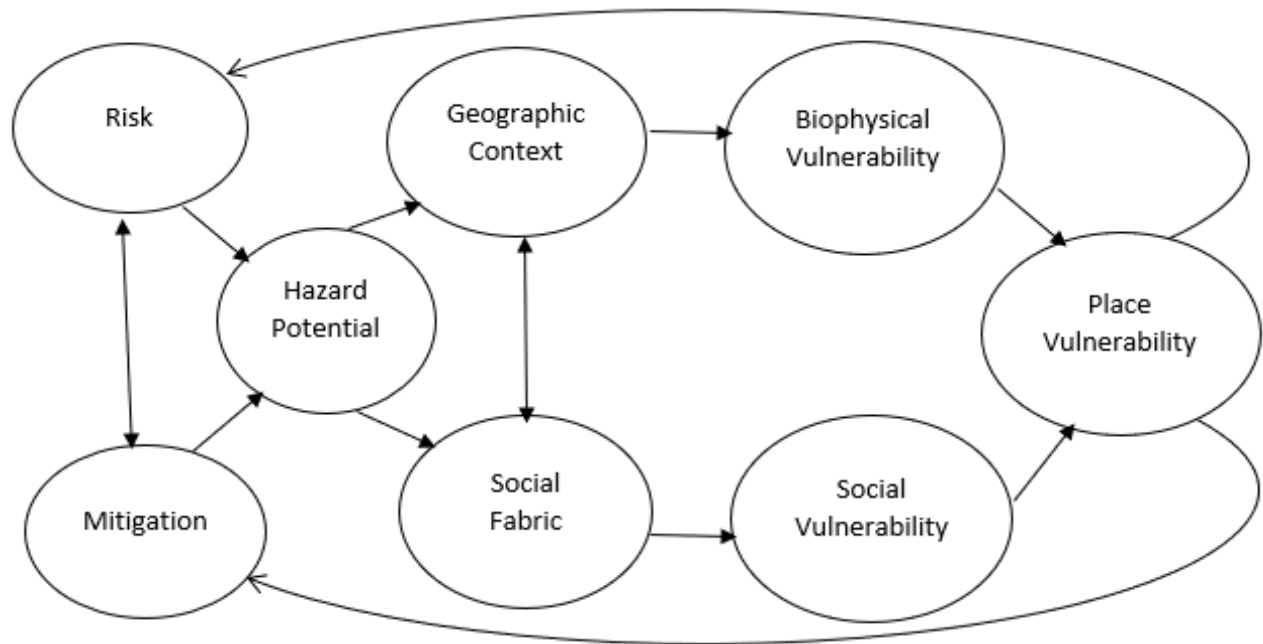 Risk
Geographic
Context
Biophysical
Vulnerability
Hazard
Potential
Place
Vulnerability
Mitigation
Social
Fabric
Social
Vulnerability